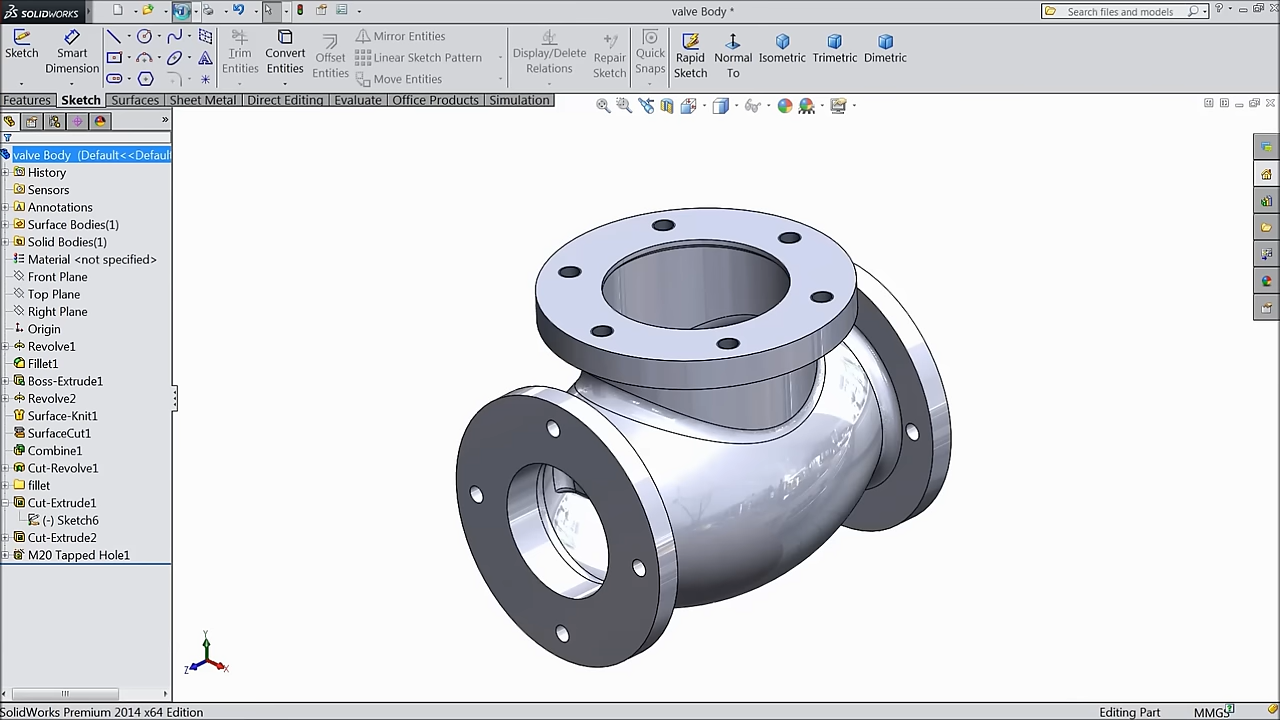 SOLIDWORKS
valve Body *
Search files and models
Sketch
Smart
Dimension
Trim
Entities
Convert
Entities
Offset
Entities
Mirror Entities
Linear Sketch Pattern
Move Entities
Display/Delete
Relations
Repair
Sketch
Quick
Snaps
Rapid
Sketch
Normal
To
Isometric
Trimetric
Dimetric
Features
Sketch
Surfaces
Sheet Metal
Direct Editing
Evaluate
Office Products
Simulation
valve Body (Default<<Default
History
Sensors
Annotations
Surface Bodies(1)
Solid Bodies(1)
Material <not specified>
Front Plane
Top Plane
Right Plane
Origin
Revolve1
Fillet1
Boss-Extrude1
Revolve2
Surface-Knit1
SurfaceCut1
Combine1
Cut-Revolve1
fillet
Cut-Extrude1
(-) Sketch6
Cut-Extrude2
M20 Tapped Hole1
Y
Z
X
SolidWorks Premium 2014 x64 Edition
Editing Part
MMGS